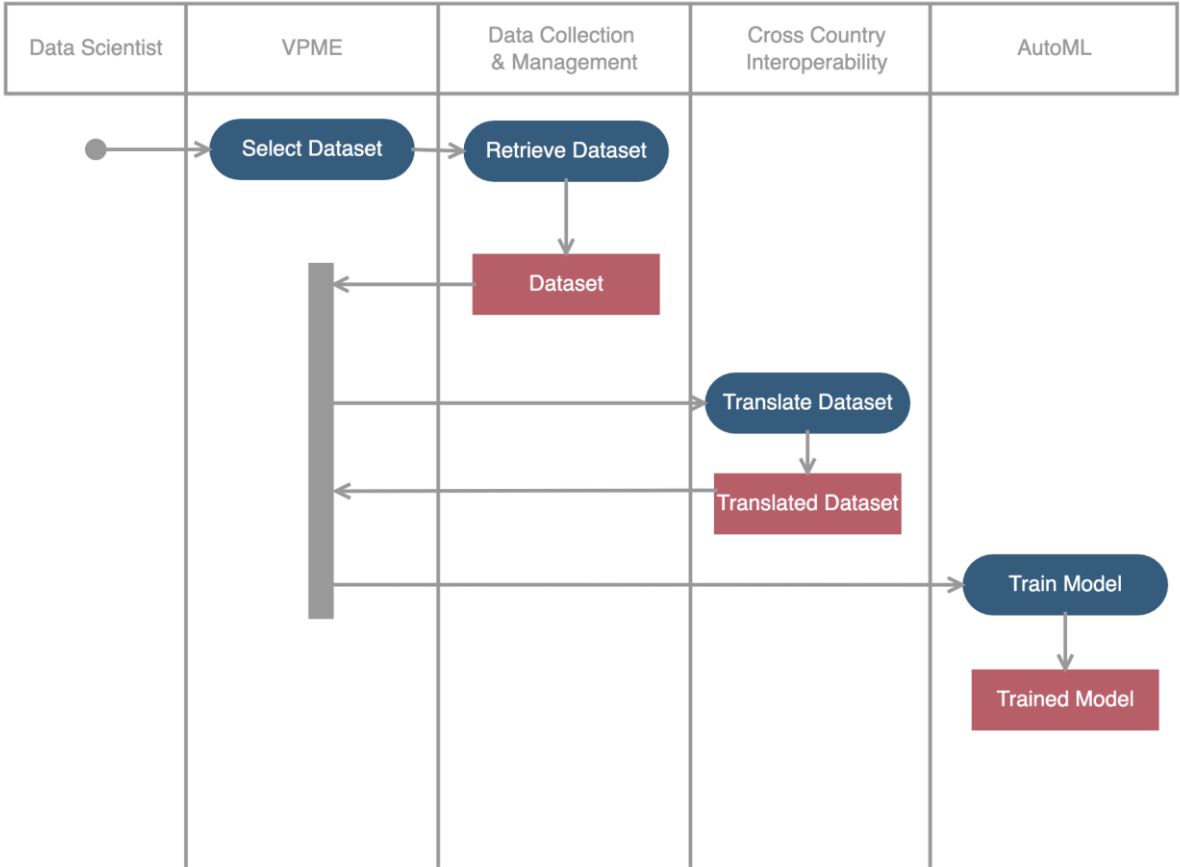 Data Scientist
VPME
Data Collection
& Management
Cross Country
Interoperability
AutoML
Select Dataset
Retrieve Dataset
Dataset
Translate Dataset
Translated Dataset
Train Model
Trained Model